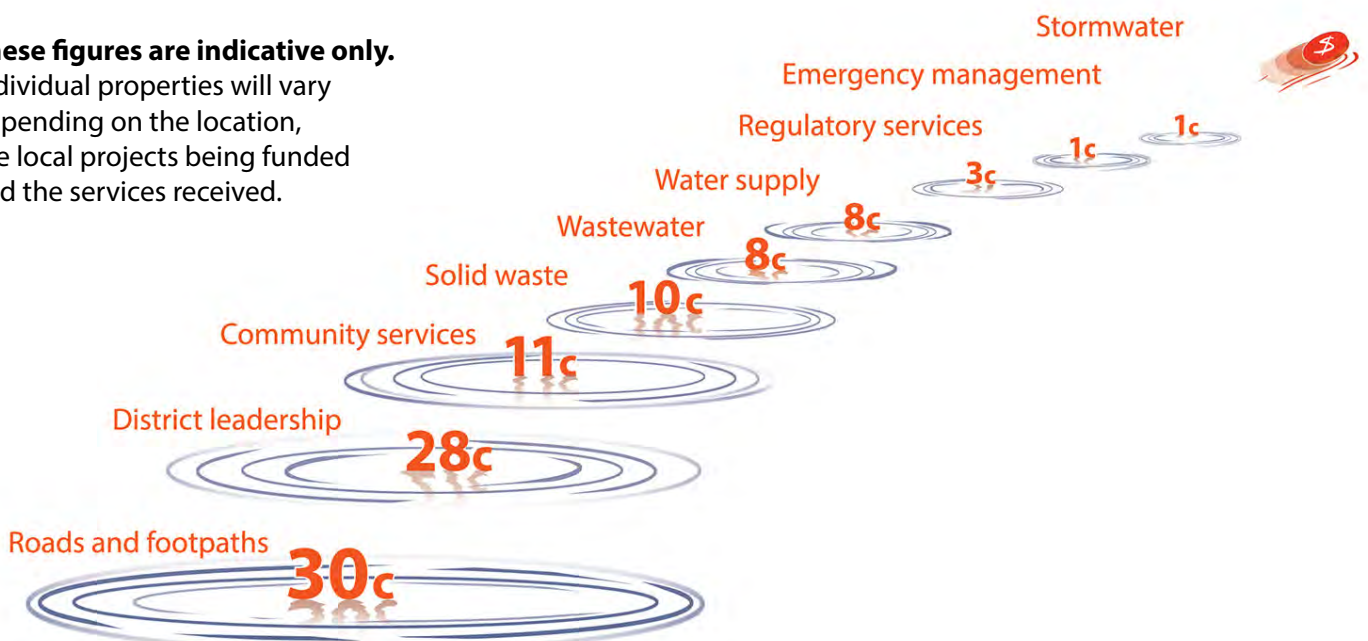 hese figures are indicative only.
dividual properties will vary
pending on the location,
e local projects being funded
d the services received.
Stormwater
1c
Emergency management
1c
Regulatory services
3c
Water supply
8c
Wastewater
8c
Solid waste
10c
Community services
11c
District leadership
28c
Roads and footpaths
30c
$